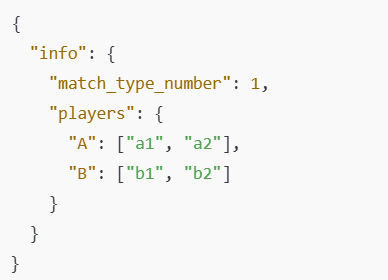 {
  "info": {
    "match_type_number": 1,
    "players": {
      "A": ["a1", "a2"],
      "B": ["b1", "b2"]
    }
  }
}